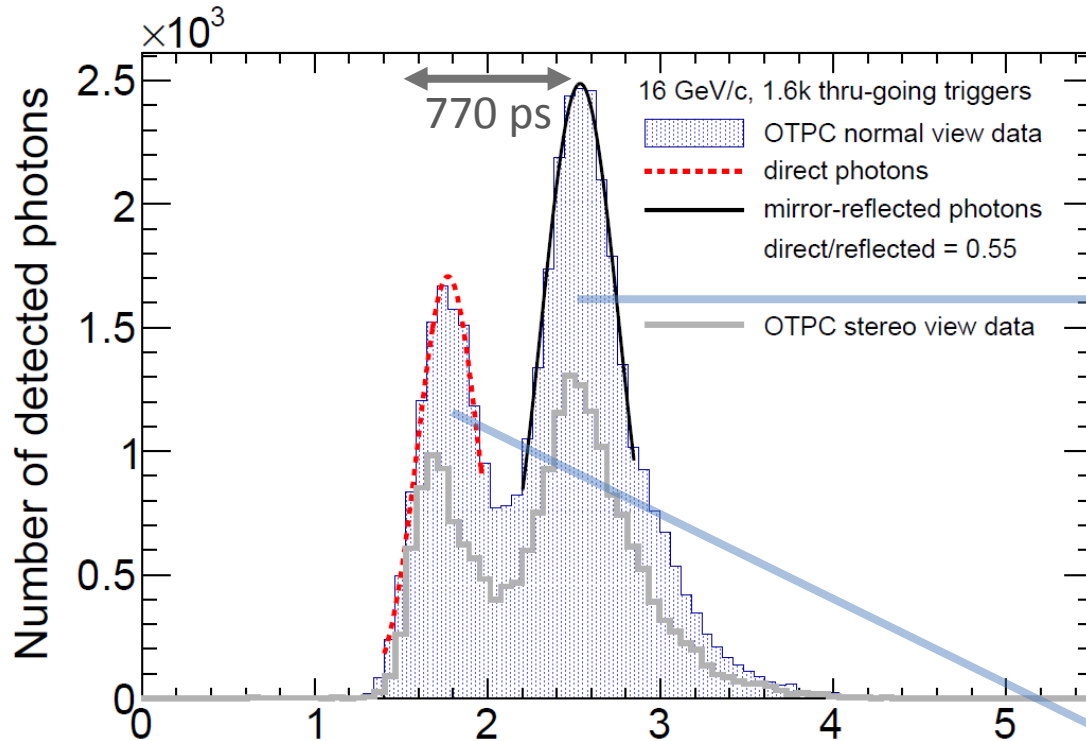 ×10³
Number of detected photons
2.5
2
1.5
1
0.5
0
770 ps
16 GeV/c, 1.6k thru-going triggers
OTPC normal view data
direct photons
mirror-reflected photons
direct/reflected = 0.55
OTPC stereo view data
0 1 2 3 4 5